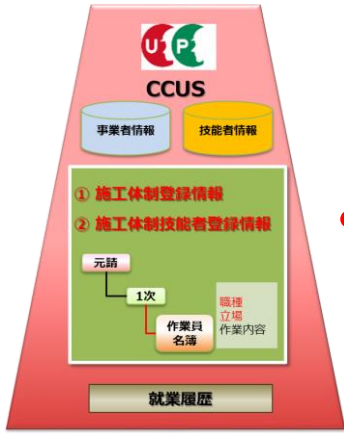 UP
CCUS
事業者情報
技能者情報
① 施工体制登録情報
② 施工体制技能者登録情報
元請
1次
作業員
名簿
職種
立場
作業内容
就業履歴